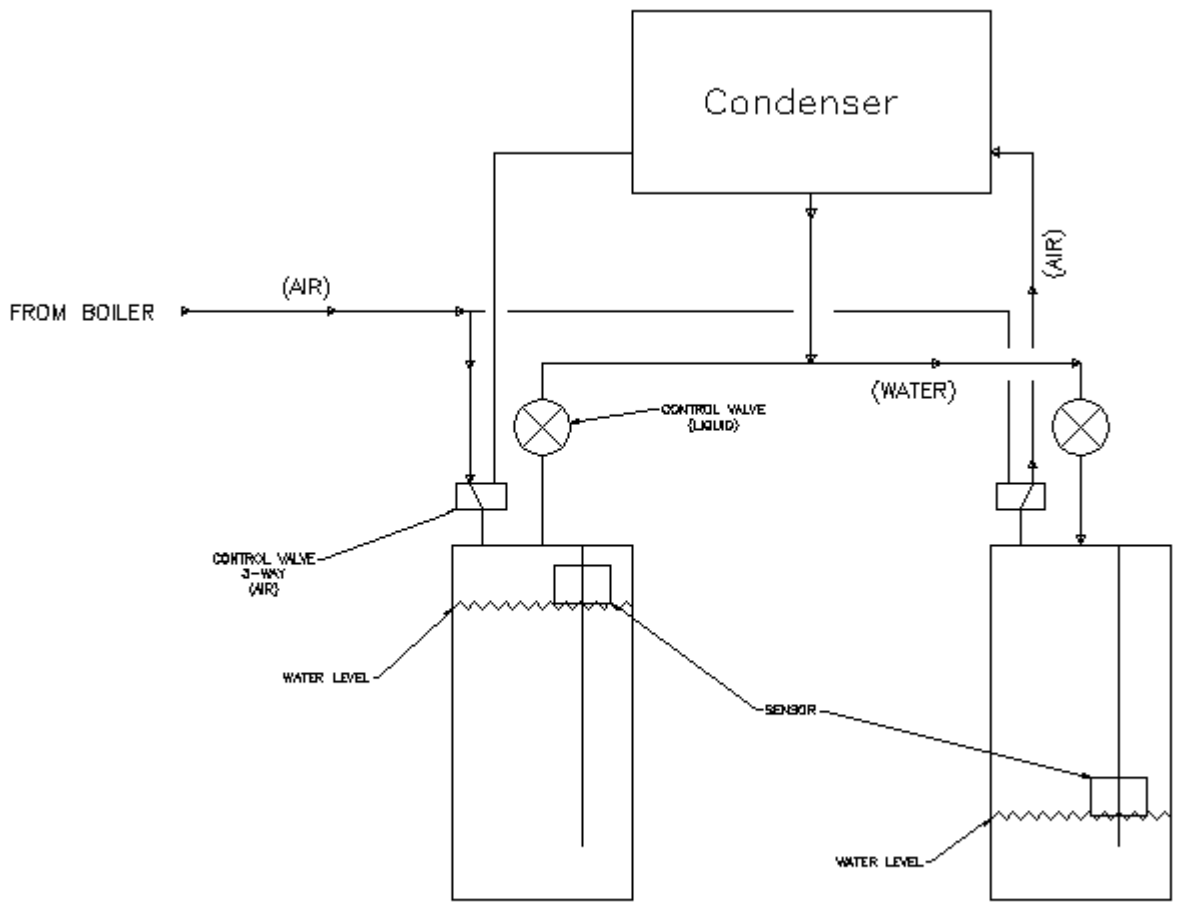 Condenser
(AIR)
(AIR)
FROM BOILER
(WATER)
CONTROL VALVE
(LIQUID)
CONTROL VALVE
3-WAY
(AIR)
WATER LEVEL
SENSOR
WATER LEVEL